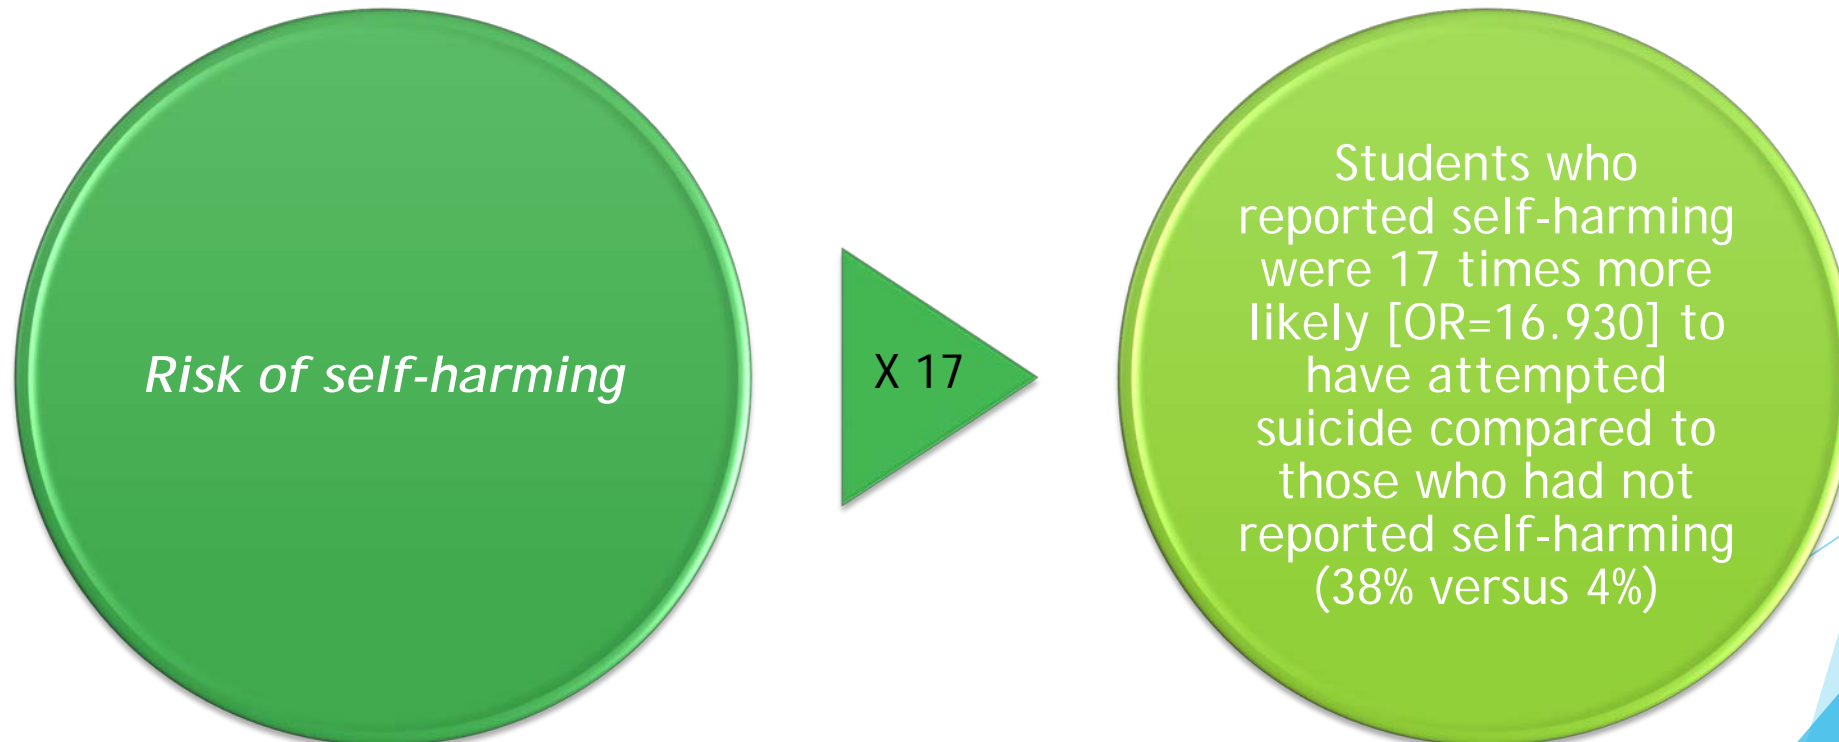 Risk of self-harming
X 17
Students who
reported self-harming
were 17 times more
likely [OR=16.930] to
have attempted
suicide compared to
those who had not
reported self-harming
(38% versus 4%)